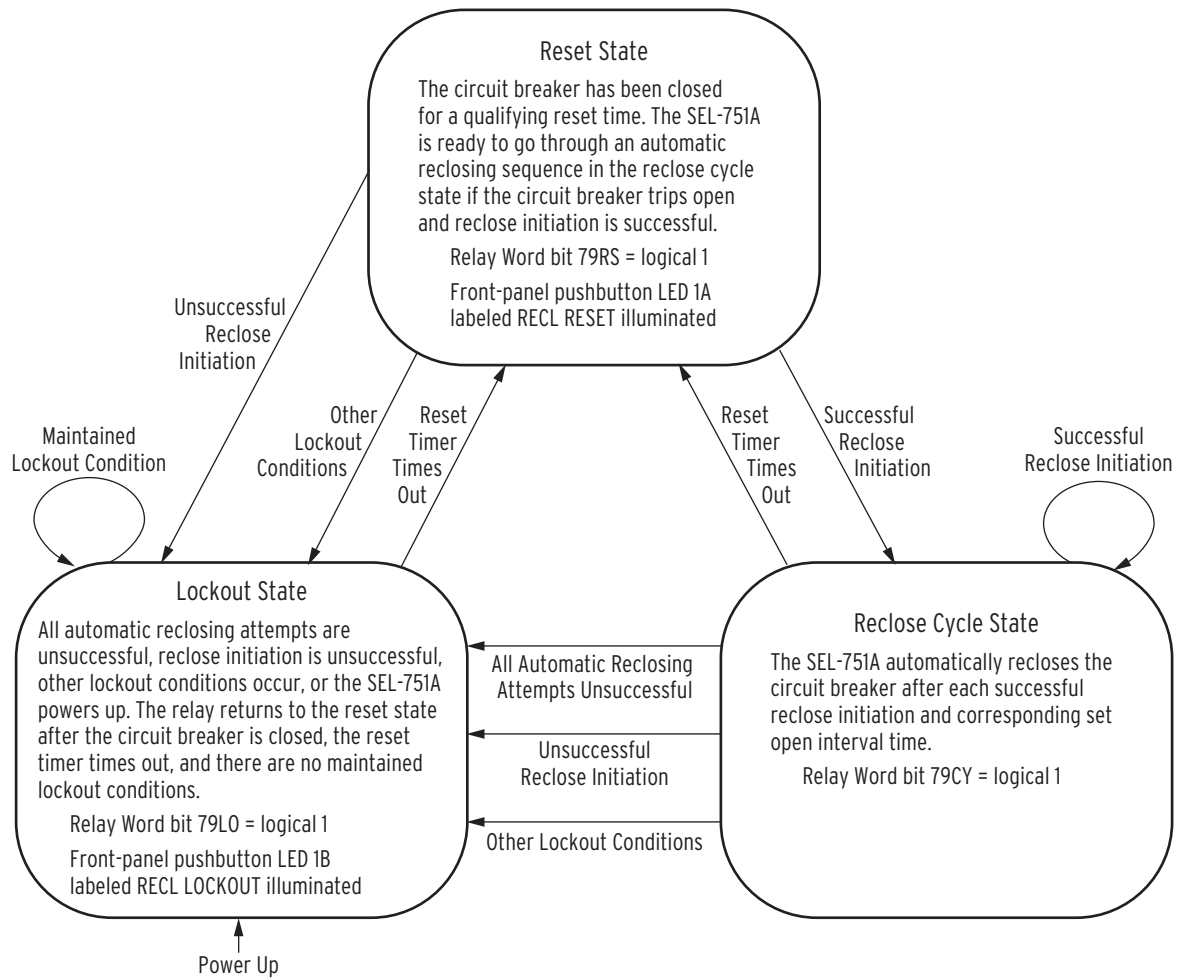 Reset State
The circuit breaker has been closed
for a qualifying reset time. The SEL-751A
is ready to go through an automatic
reclosing sequence in the reclose cycle
state if the circuit breaker trips open
and reclose initiation is successful.
Relay Word bit 79RS = logical 1
Front-panel pushbutton LED 1A
labeled RECL RESET illuminated
Unsuccessful
Reclose
Initiation
Other
Lockout
Conditions
Reset
Timer
Times
Out
Reset
Timer
Times
Out
Successful
Reclose
Initiation
Maintained
Lockout Condition
Successful
Reclose Initiation
Lockout State
All automatic reclosing attempts are
unsuccessful, reclose initiation is unsuccessful,
other lockout conditions occur, or the SEL-751A
powers up. The relay returns to the reset state
after the circuit breaker is closed, the reset
timer times out, and there are no maintained
lockout conditions.
Relay Word bit 79LO = logical 1
Front-panel pushbutton LED 1B
labeled RECL LOCKOUT illuminated
All Automatic Reclosing
Attempts Unsuccessful
Unsuccessful
Reclose Initiation
Other Lockout Conditions
Reclose Cycle State
The SEL-751A automatically recloses the
circuit breaker after each successful
reclose initiation and corresponding set
open interval time.
Relay Word bit 79CY = logical 1
Power Up